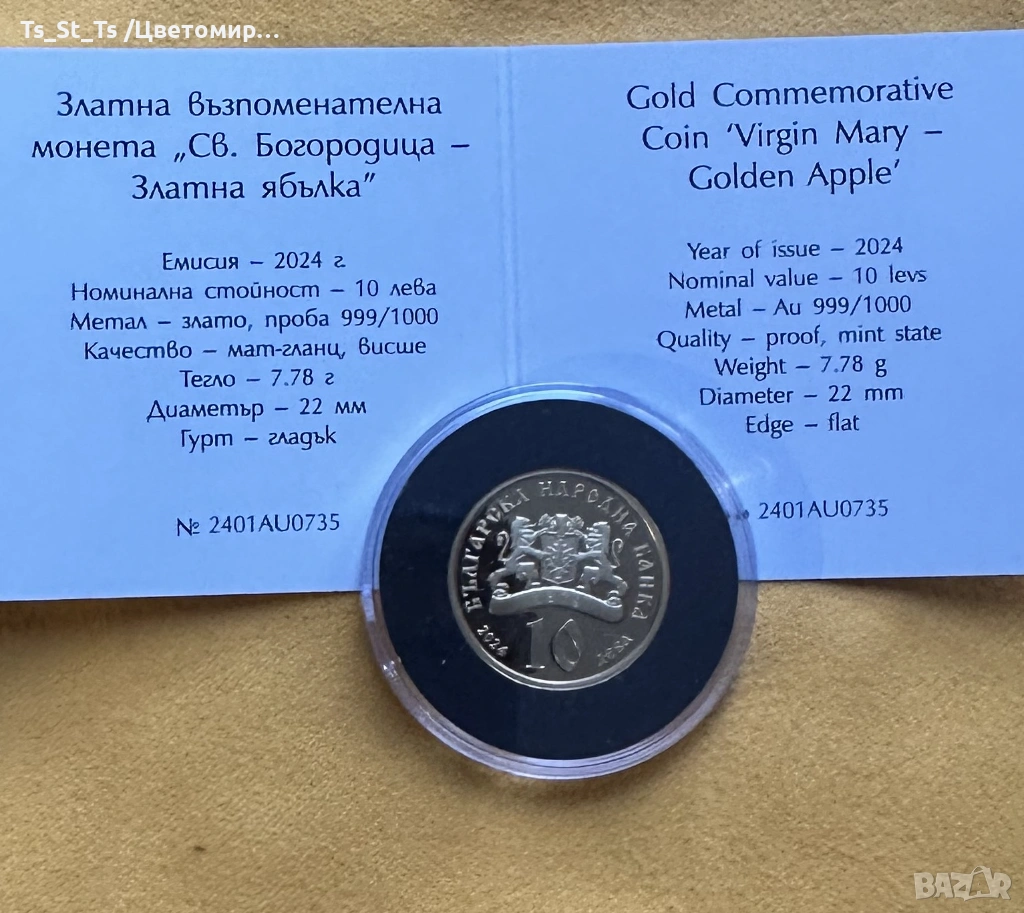 Ts_St_Ts /Цветомир...
Златна възпоменателна
монета „Св. Богородица –
Златна ябълка"
Емисия – 2024 г.
Номинална стойност – 10 лева
Метал – злато, проба 999/1000
Качество – мат-гланц, висше
Тегло – 7.78 г
Диаметър – 22 мм
Гурт – гладък
№ 2401AU0735
Gold Commemorative
Coin 'Virgin Mary –
Golden Apple'
Year of issue – 2024
Nominal value – 10 levs
Metal – Au 999/1000
Quality – proof, mint state
Weight – 7.78 g
Diameter – 22 mm
Edge – flat
2401AU0735
БЪЛГАРСКА НАРОДНА БАНКА
2024
10
BAZAR